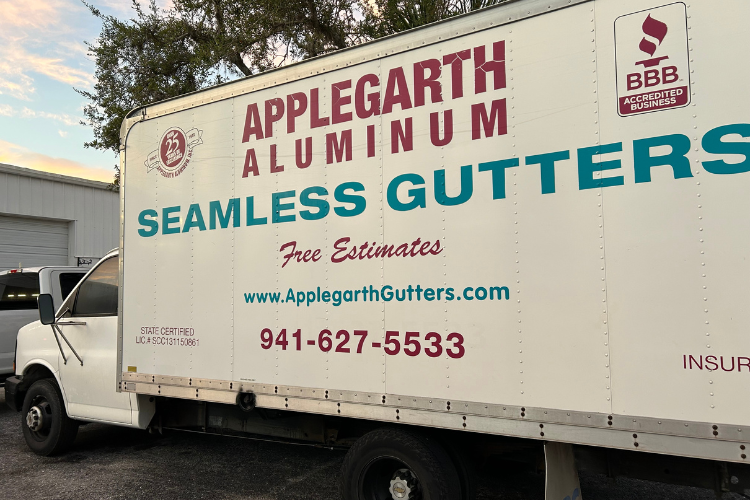 25
APPLEGARTH
ALUMINUM
BBB
ACCREDITED
BUSINESS
SEAMLESS GUTTERS
Free Estimates
www.ApplegarthGutters.com
STATE CERTIFIED
LIC.# SCC131150861
941-627-5533
INSUR